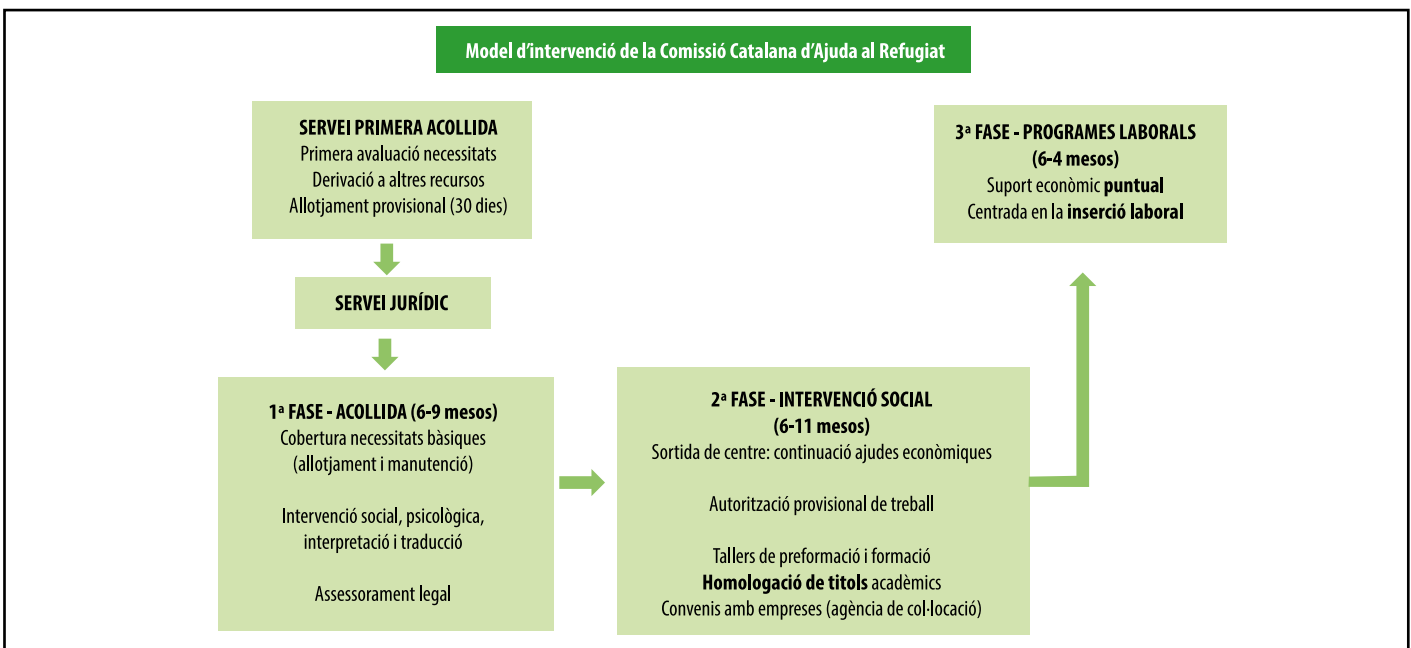 Model d’intervenció de la Comissió Catalana d’Ajuda al Refugiat
SERVEI PRIMERA ACOLLIDA
Primera avaluació necessitats
Derivació a altres recursos
Allotjament provisional (30 dies)
SERVEI JURÍDIC
1ª FASE - ACOLLIDA (6-9 mesos)
Cobertura necessitats bàsiques
(allotjament i manutenció)
Intervenció social, psicològica,
interpretació i traducció
Assessorament legal
2ª FASE - INTERVENCIÓ SOCIAL
(6-11 mesos)
Sortida de centre: continuació ajudes econòmiques
Autorització provisional de treball
Tallers de preformació i formació
Homologació de titols acadèmics
Convenis amb empreses (agència de col·locació)
3ª FASE - PROGRAMES LABORALS
(6-4 mesos)
Suport econòmic puntual
Centrada en la inserció laboral